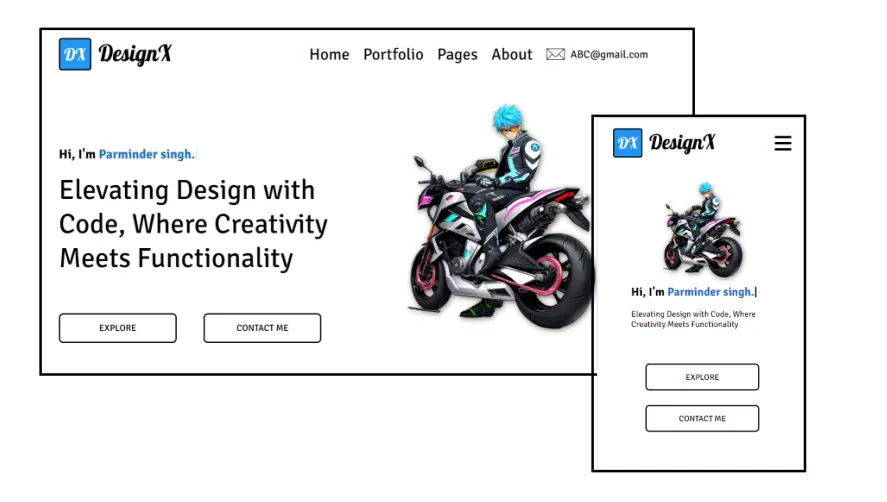 DX DesignX
Home Portfolio Pages About ABC@gmail.com
Hi, I'm Parminder singh.
Elevating Design with
Code, Where Creativity
Meets Functionality
EXPLORE CONTACT ME
DX DesignX
Hi, I'm Parminder singh.
Elevating Design with Code, Where
Creativity Meets Functionality
EXPLORE
CONTACT ME